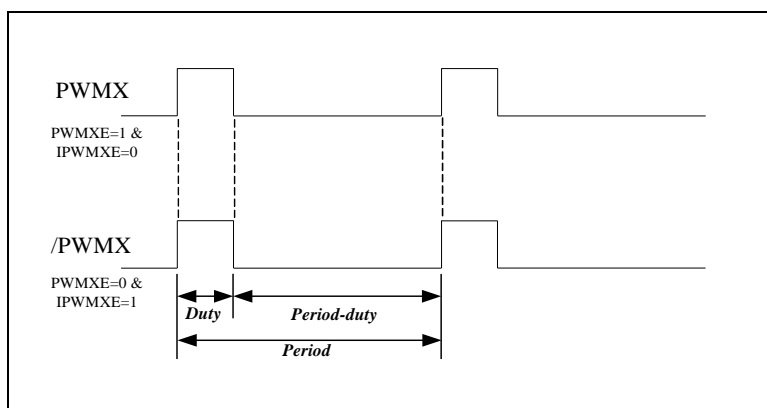 PWMX
PWMXE=1 &
IPWMXE=0
/PWMX
PWMXE=0 &
IPWMXE=1
Duty
Period-duty
Period